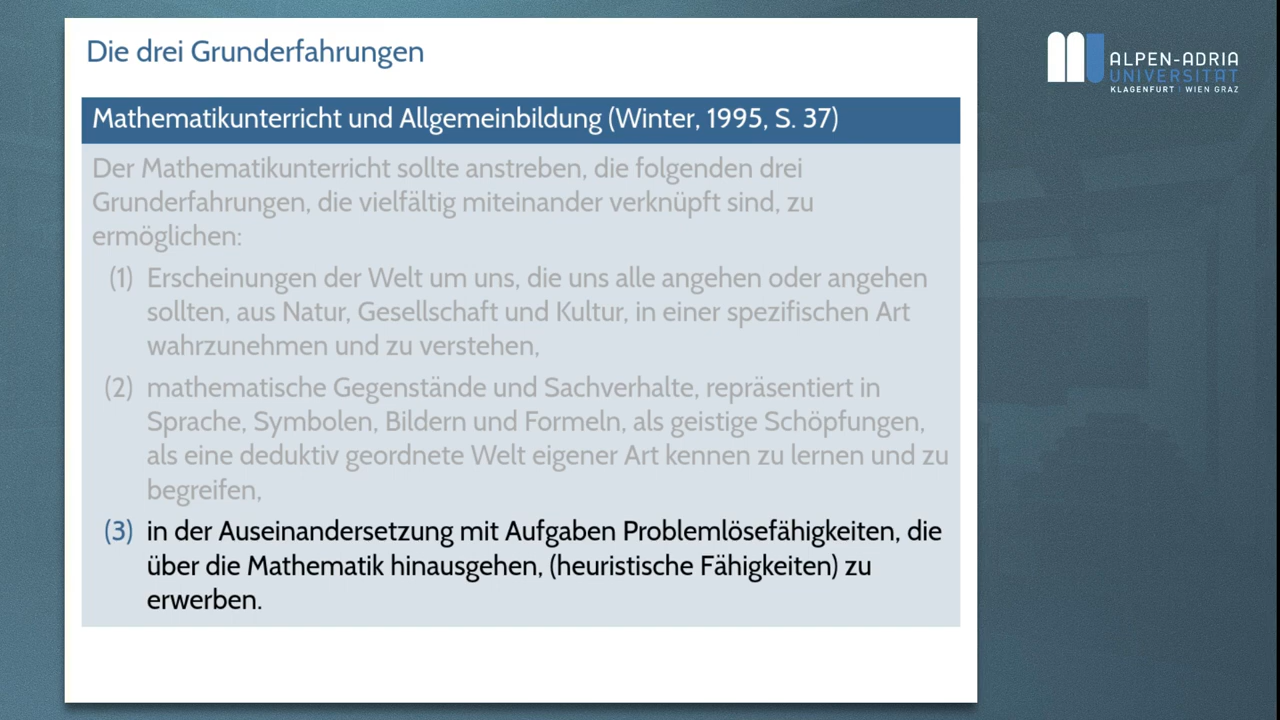 Die drei Grunderfahrungen
Mathematikunterricht und Allgemeinbildung (Winter, 1995, S. 37)
Der Mathematikunterricht sollte anstreben, die folgenden drei
Grunderfahrungen, die vielfältig miteinander verknüpft sind, zu
ermöglichen:
(1) Erscheinungen der Welt um uns, die uns alle angehen oder angehen
sollten, aus Natur, Gesellschaft und Kultur, in einer spezifischen Art
wahrzunehmen und zu verstehen,
(2) mathematische Gegenstände und Sachverhalte, repräsentiert in
Sprache, Symbolen, Bildern und Formeln, als geistige Schöpfungen,
als eine deduktiv geordnete Welt eigener Art kennen zu lernen und zu
begreifen,
(3) in der Auseinandersetzung mit Aufgaben Problemlösefähigkeiten, die
über die Mathematik hinausgehen, (heuristische Fähigkeiten) zu
erwerben.
ALPEN-ADRIA
UNIVERSITÄT
KLAGENFURT | WIEN GRAZ